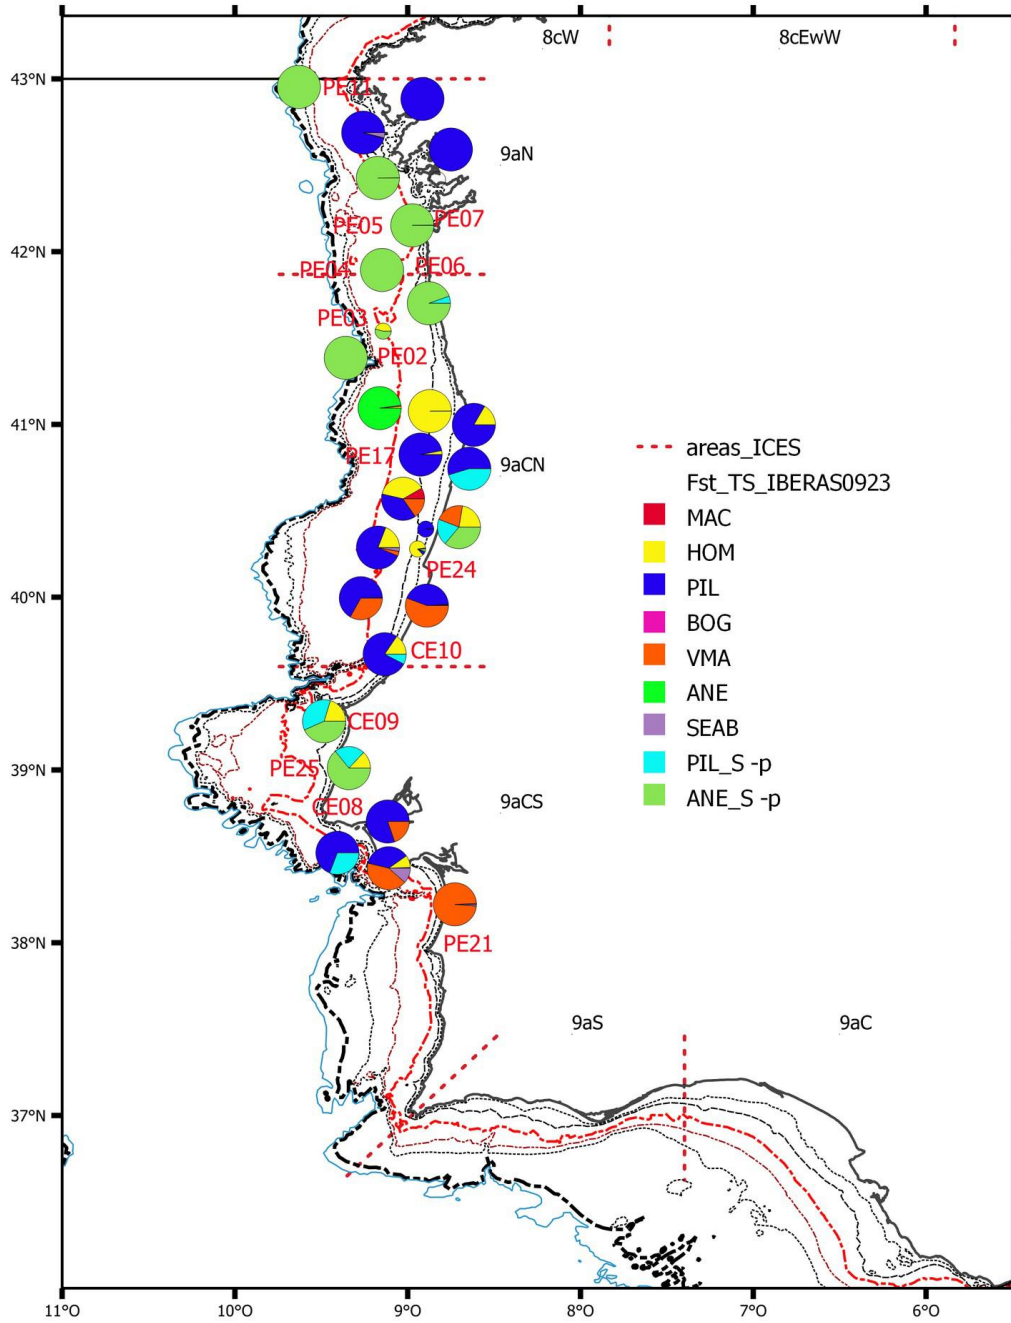 8cW
8cEwW
43°N
PE11
9aN
PE05
PE07
42°N
PE04
PE06
PE03
PE02
41°N
PE17
9aCN
areas_ICES
Fst_TS_IBERAS0923
MAC
HOM
PIL
BOG
VMA
ANE
SEAB
PIL_S -p
ANE_S -p
PE24
40°N
CE10
CE09
39°N
PE25
CE08
9aCS
38°N
PE21
9aS
9aC
37°N
11°O
10°O
9°O
8°O
7°O
6°O